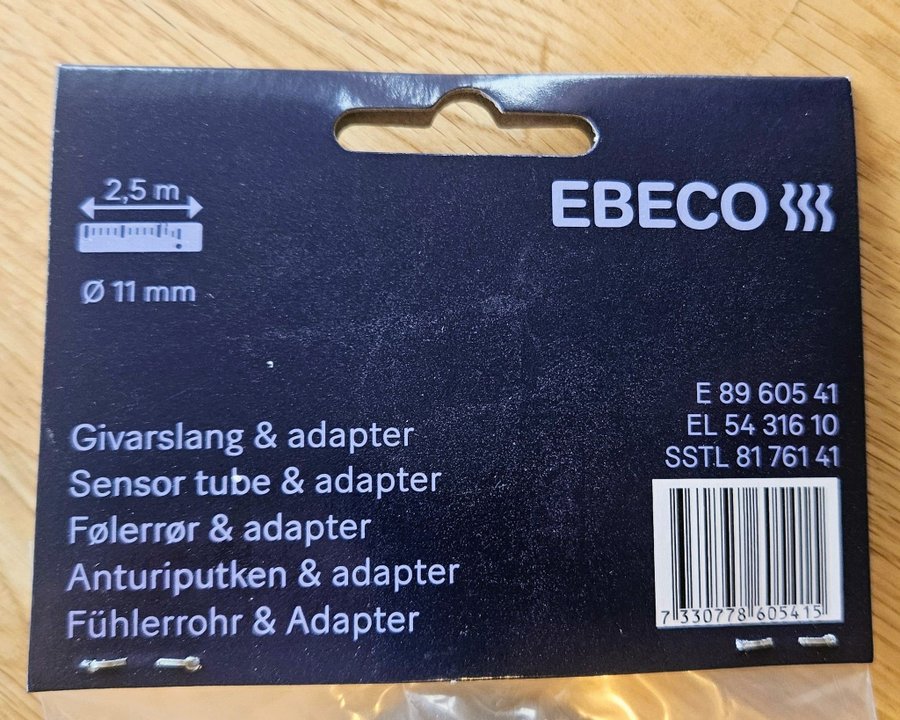 2,5 m
Ø 11 mm
EBECO
E 89 605 41
EL 54 316 10
SSTL 81 761 41
Givarslang & adapter
Sensor tube & adapter
Følerrør & adapter
Anturiputken & adapter
Fühlerrohr & Adapter
7 330778 605415